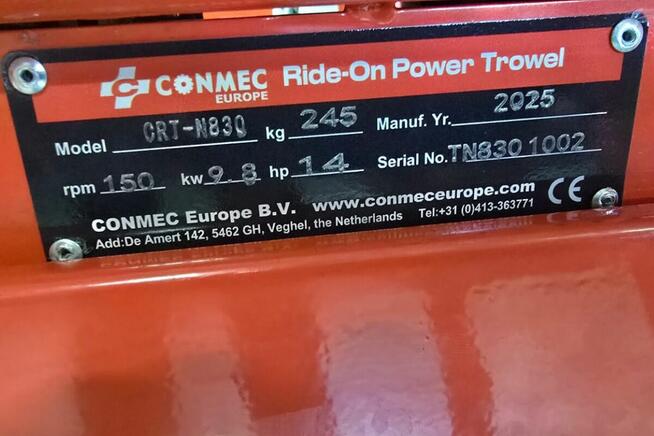 CONMEC EUROPE Ride-On Power Trowel
Model CRT-N830 kg 245 Manuf. Yr. 2025
rpm 150 kw 9.8 hp 14 Serial No. TN8301002
CONMEC Europe B.V. www.conmeceurope.com CE
Add:De Amert 142, 5462 GH, Veghel, the Netherlands Tel:+31 (0)413-363771